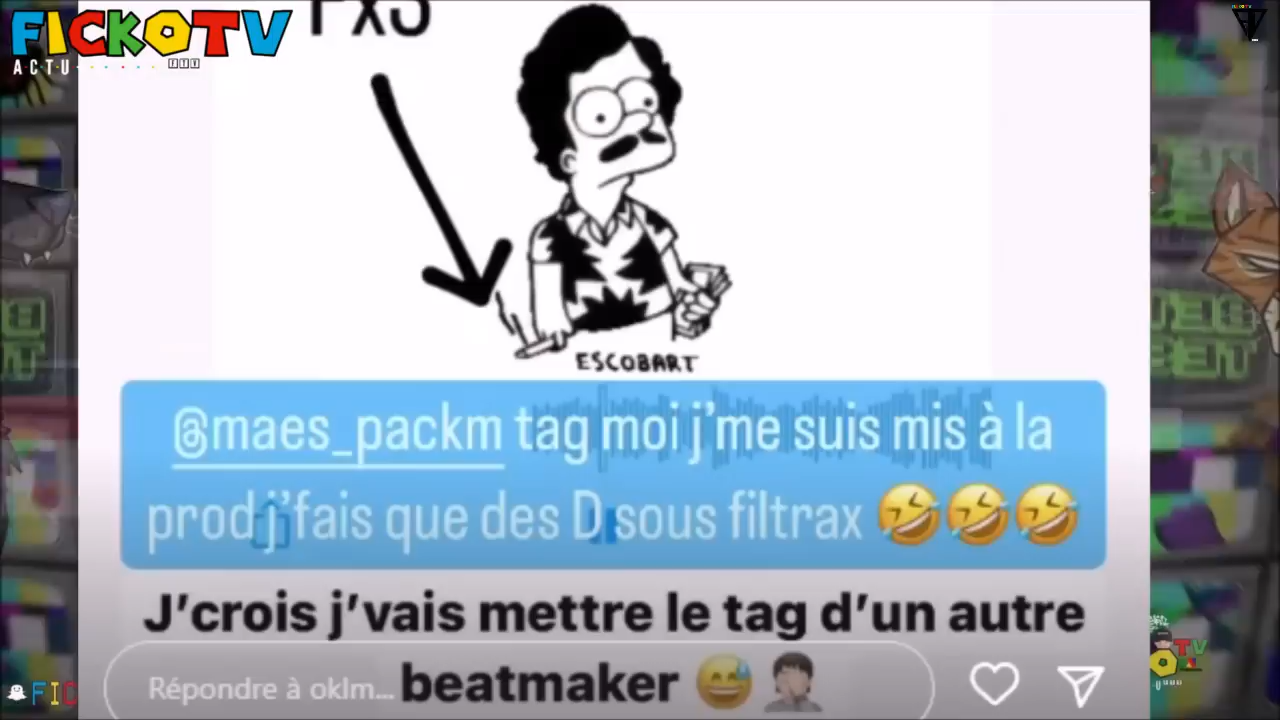 FICKOTV
ACTU
ESCOBART
@maes_packm tag moi j'me suis mis à la
prod j'fais que des D sous filtrax 🤣🤣🤣
J'crois j'vais mettre le tag d'un autre
beatmaker 😅
Répondre à oklm...
FIC